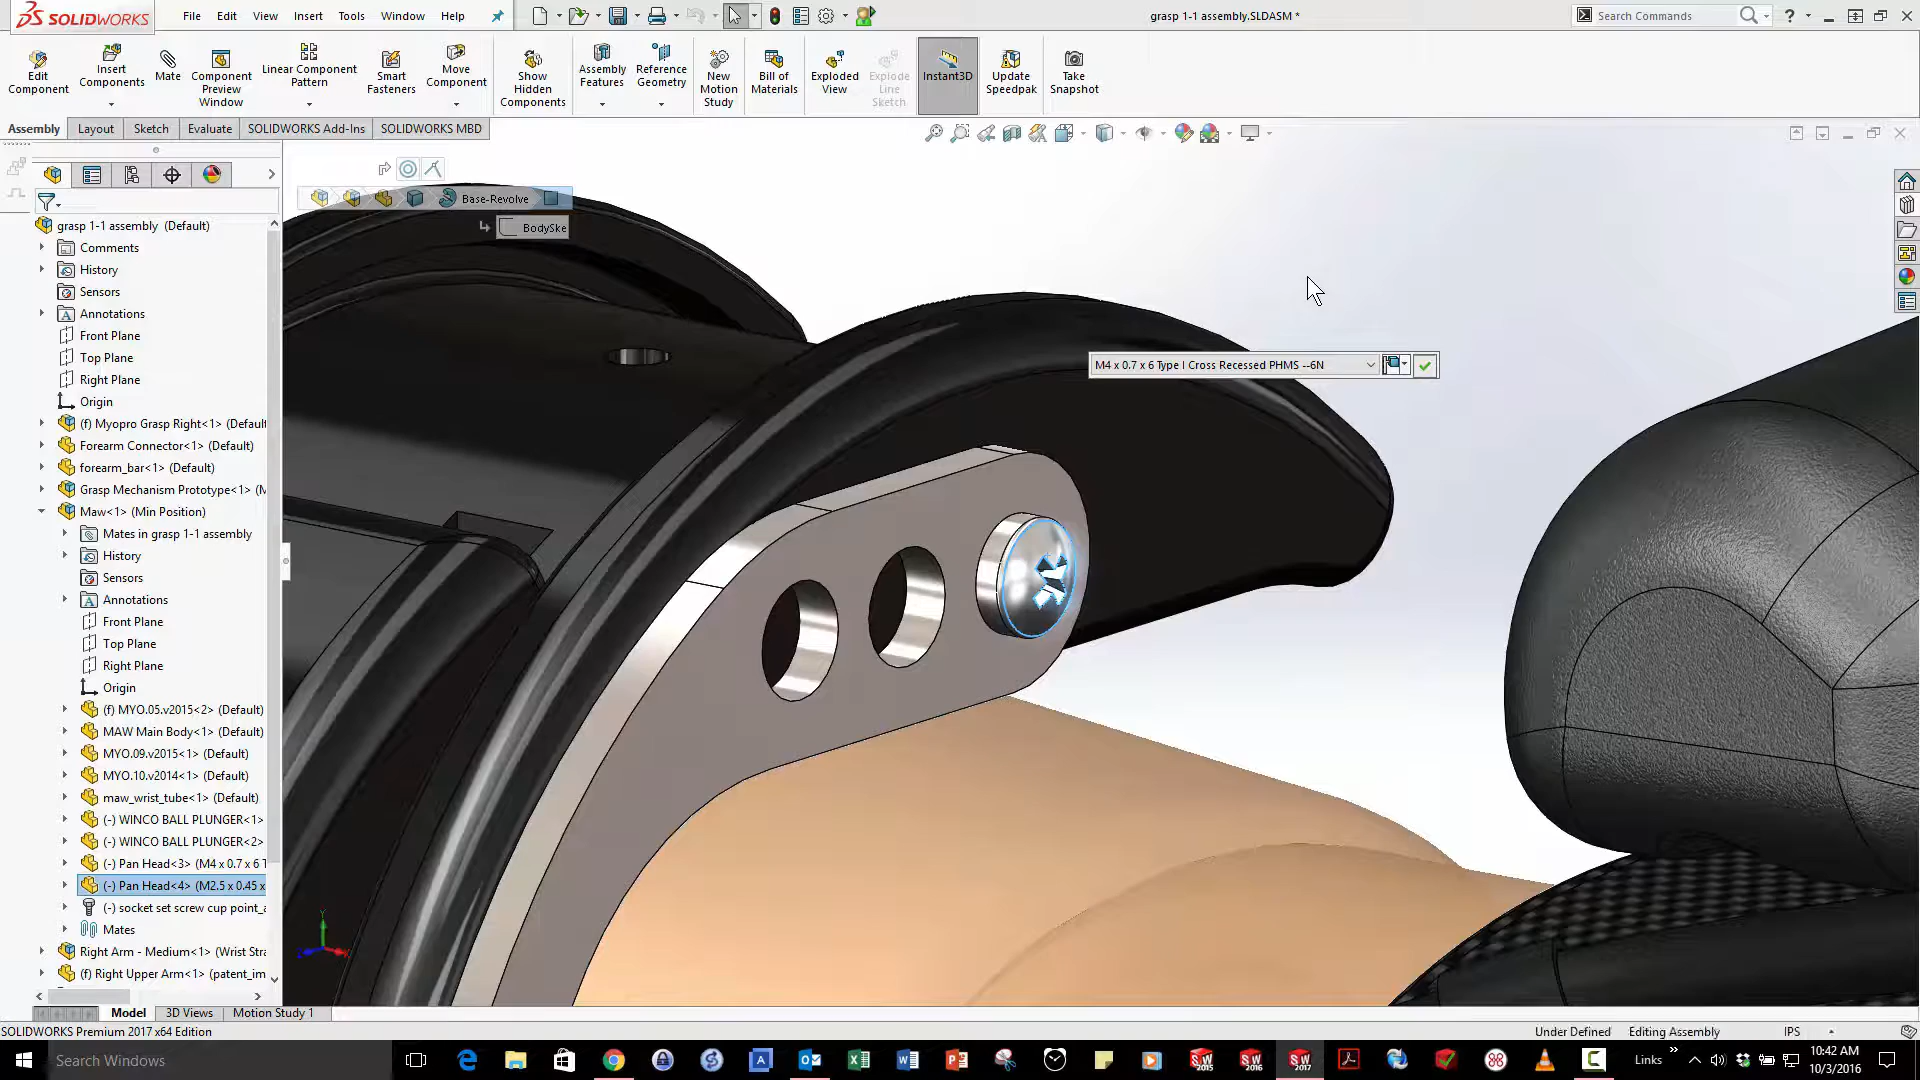 SOLIDWORKS File Edit View Insert Tools Window Help grasp 1-1 assembly.SLDASM * Search Commands
Edit Component
Insert Components
Mate
Component Preview Window
Linear Component Pattern
Smart Fasteners
Move Component
Show Hidden Components
Assembly Features
Reference Geometry
New Motion Study
Bill of Materials
Exploded View
Explode Line Sketch
Instant3D
Update Speedpak
Take Snapshot
Assembly Layout Sketch Evaluate SOLIDWORKS Add-Ins SOLIDWORKS MBD
Base-Revolve
BodySke
M4 x 0.7 x 6 Type I Cross Recessed PHMS --6N
grasp 1-1 assembly (Default)
Comments
History
Sensors
Annotations
Front Plane
Top Plane
Right Plane
Origin
(f) Myopro Grasp Right<1> (Defaul
Forearm Connector<1> (Default)
forearm_bar<1> (Default)
Grasp Mechanism Prototype<1> (M
Maw<1> (Min Position)
Mates in grasp 1-1 assembly
History
Sensors
Annotations
Front Plane
Top Plane
Right Plane
Origin
(f) MYO.05.v2015<2> (Default)
MAW Main Body<1> (Default)
MYO.09.v2015<1> (Default)
MYO.10.v2014<1> (Default)
maw_wrist_tube<1> (Default)
(-) WINCO BALL PLUNGER<1>
(-) WINCO BALL PLUNGER<2>
(-) Pan Head<3> (M4 x 0.7 x 6 T
(-) Pan Head<4> (M2.5 x 0.45 x
(-) socket set screw cup point_a
Mates
Right Arm - Medium<1> (Wrist Stra
(f) Right Upper Arm<1> (patent_im
Model 3D Views Motion Study 1
SOLIDWORKS Premium 2017 x64 Edition Under Defined Editing Assembly IPS
Search Windows Links 10:42 AM
10/3/2016